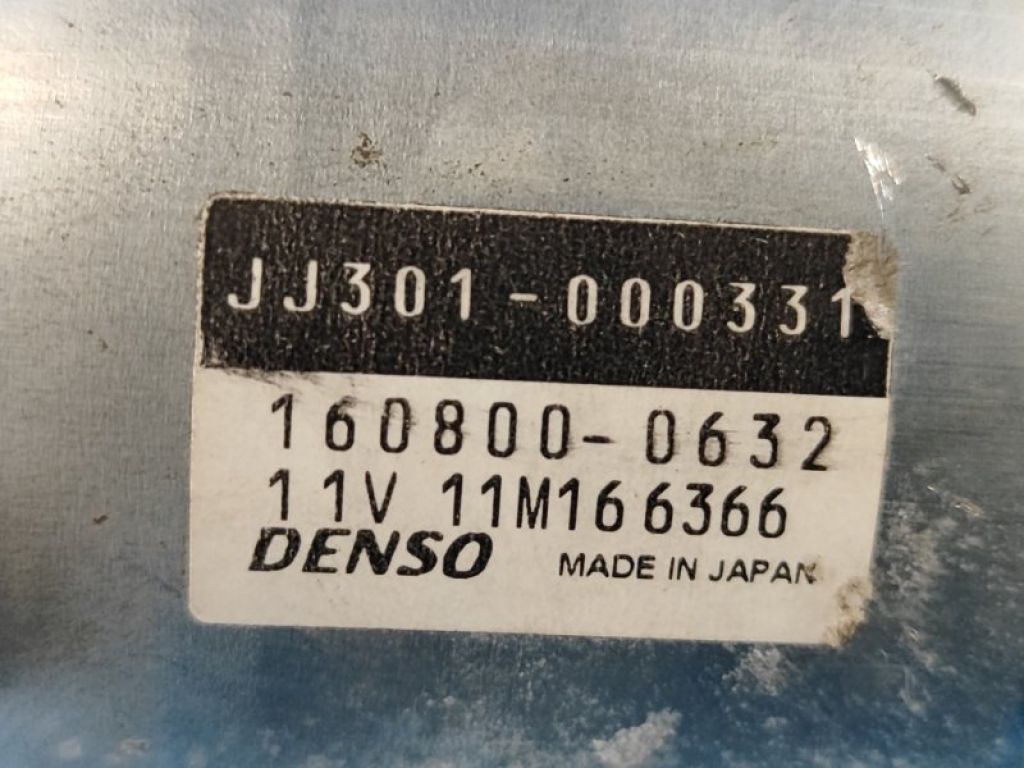 JJ301-000331
160800-0632
11V 11M166366
DENSO MADE IN JAPAN